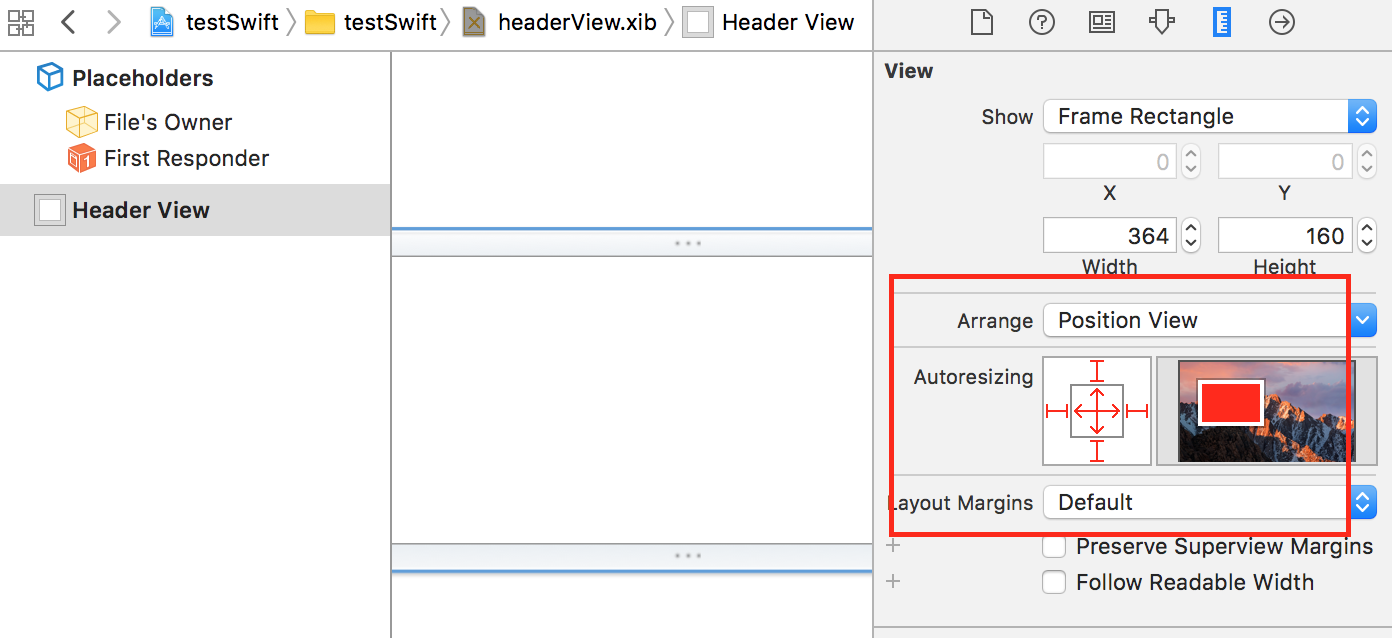 testSwift testSwift headerView.xib Header View
Placeholders
File's Owner
First Responder
Header View
View
Show Frame Rectangle
0 0
X Y
364 160
Width Height
Arrange Position View
Autoresizing
Layout Margins Default
Preserve Superview Margins
Follow Readable Width